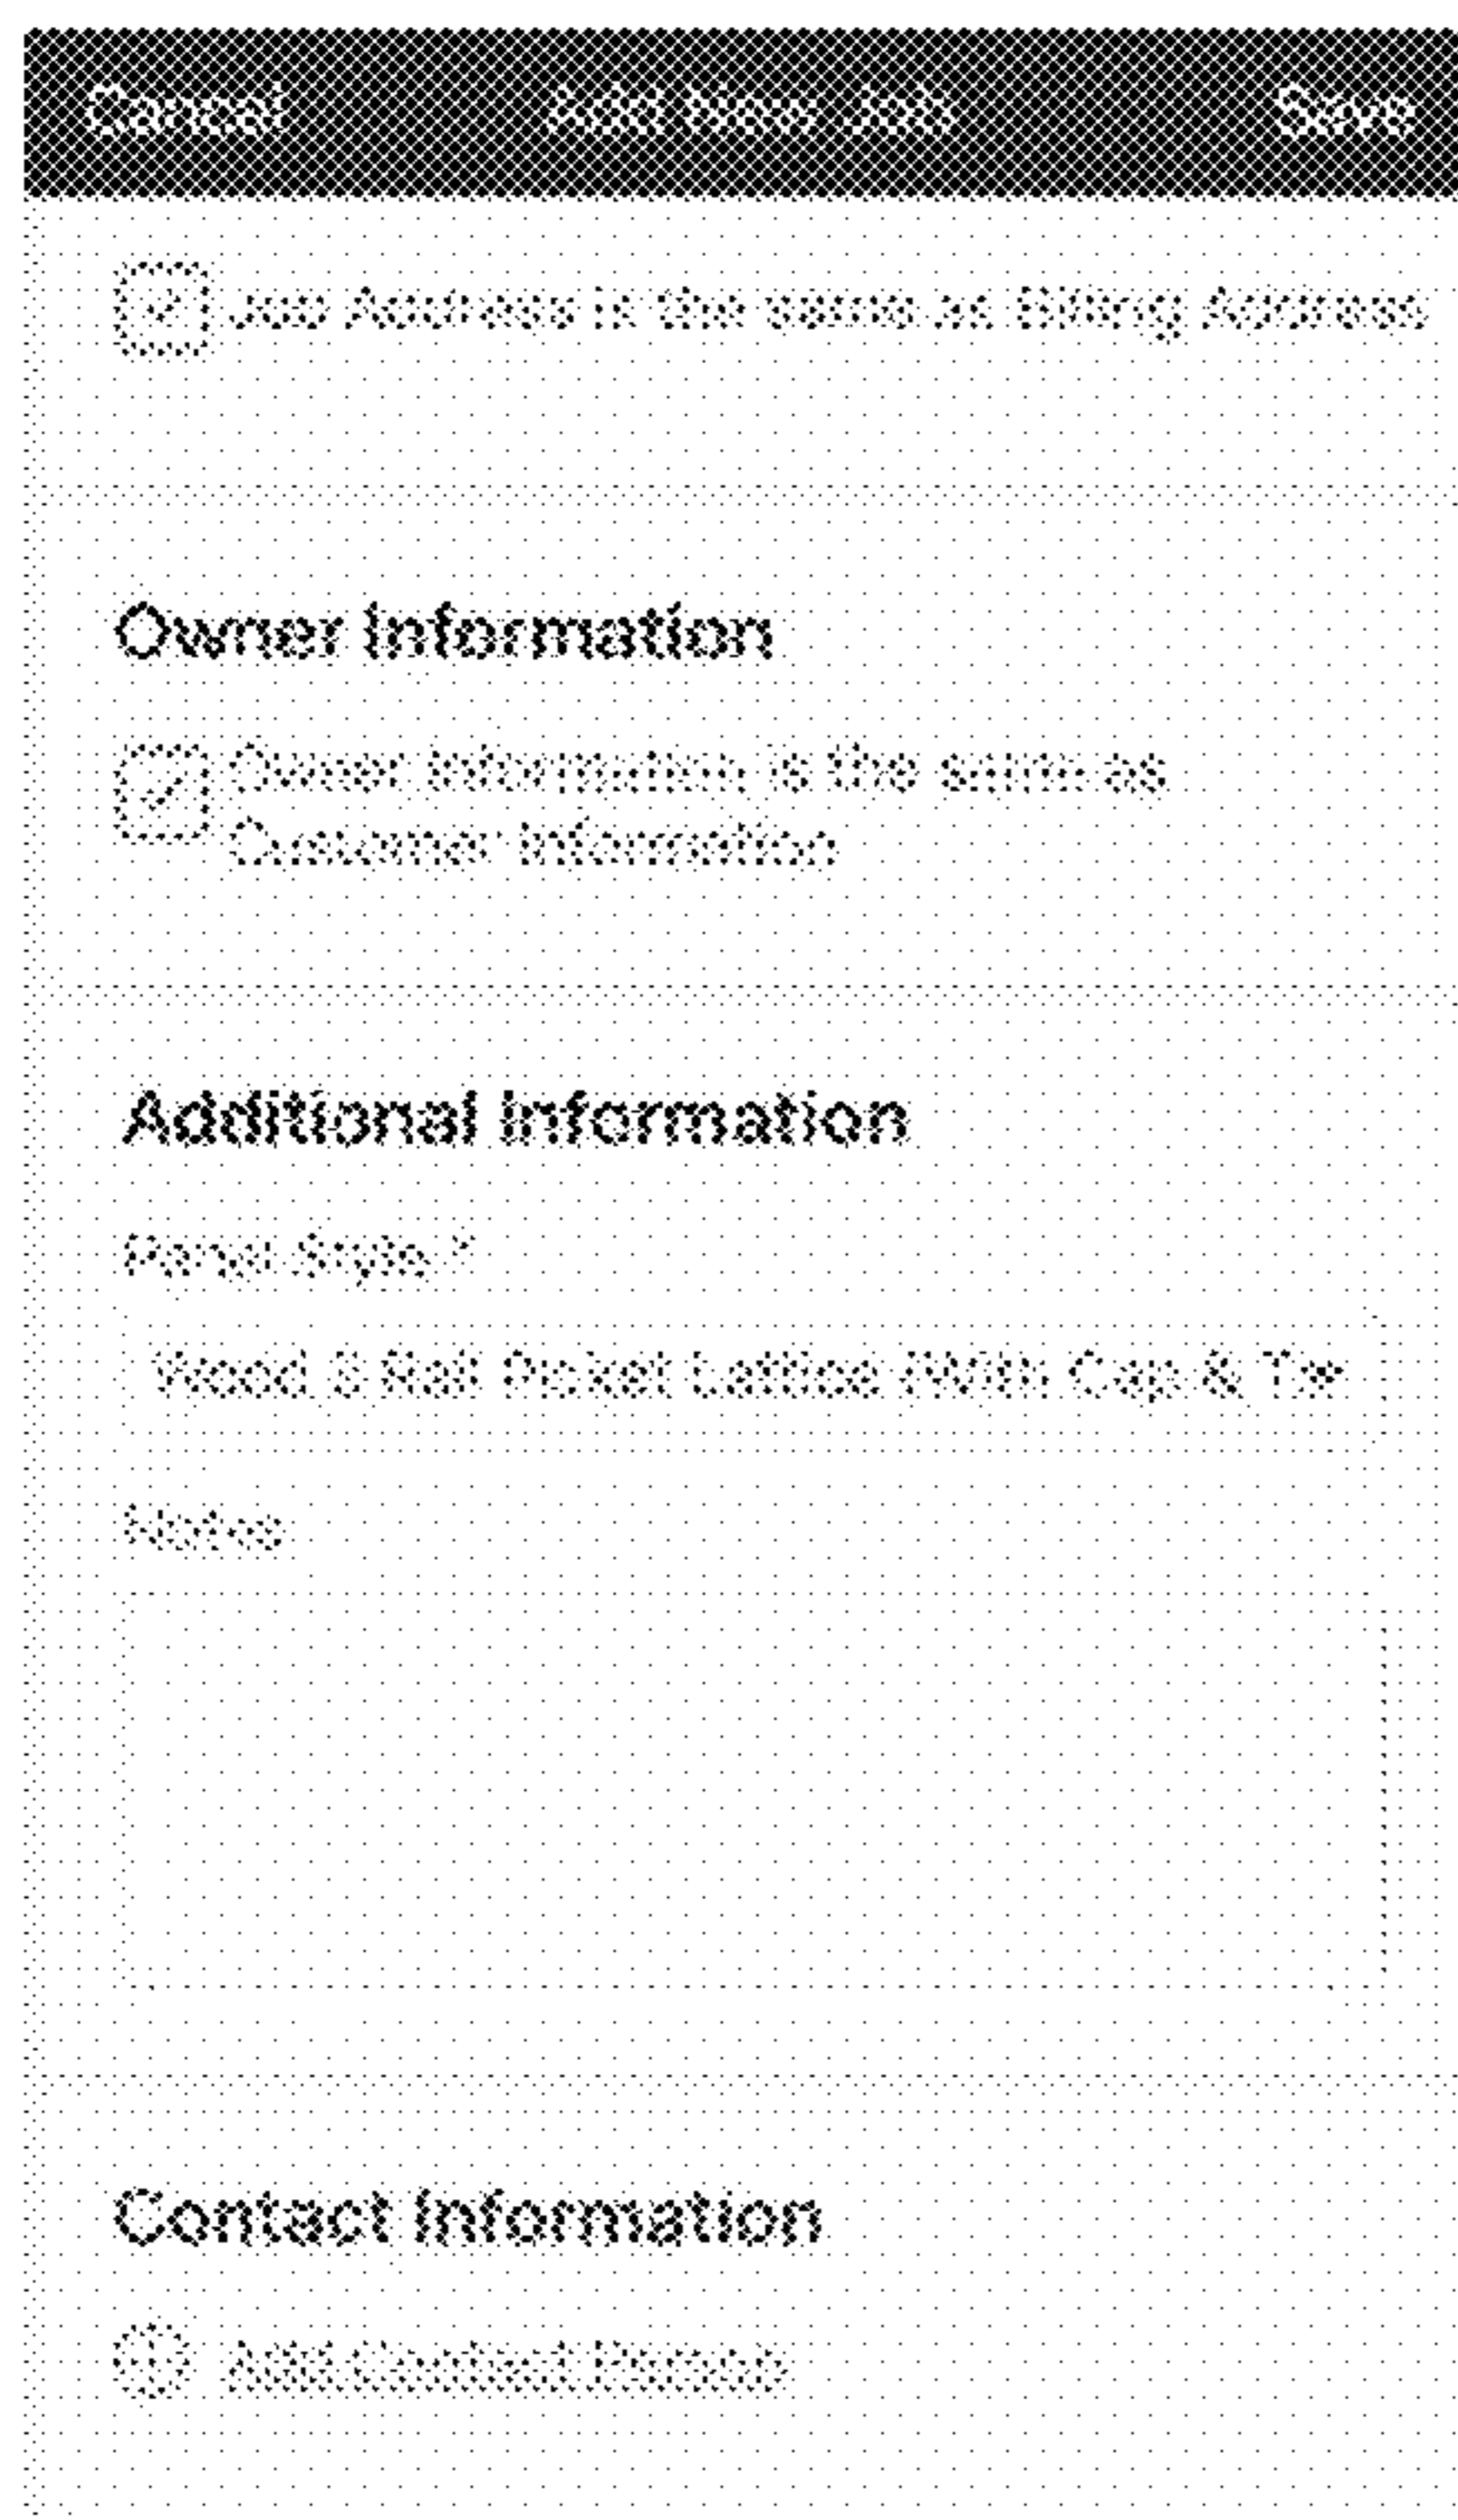 Cancel Add New Job Save
Job Address is the same as Billing Address
Owner Information
Owner Information is the same as
Customer Information
Additional Information
Panel Style *
Wood 3 Rail Picket Lattice (With Cap & Tr
Notes
Contact Information
Add Contact Person